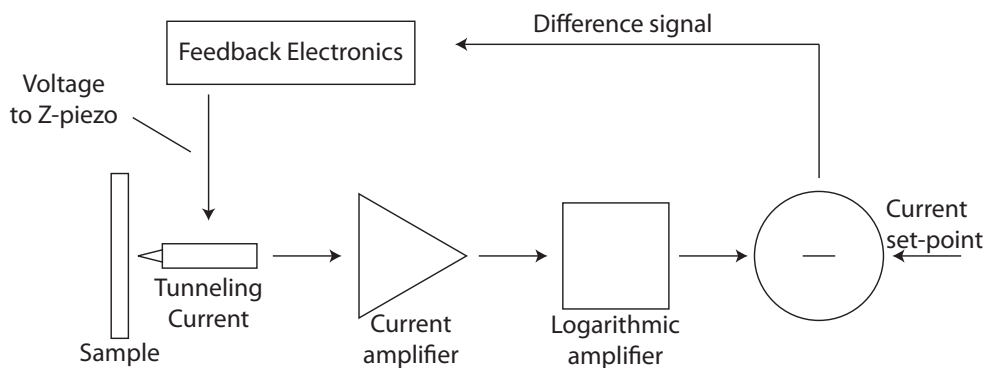 Difference signal
Feedback Electronics
Voltage
to Z-piezo
Current
set-point
Tunneling
Current
Sample
Current
amplifier
Logarithmic
amplifier